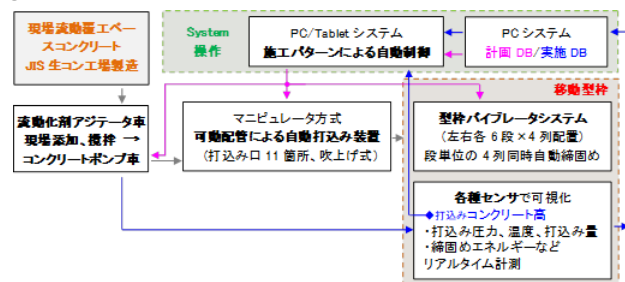 現場流動覆エベー
スコンクリート
JIS 生コン工場製造
System
操作
PC/Tablet システム
施工パターンによる自動制御
PC システム
計画 DB/実施 DB
移動型枠
流動化剤アジテータ車
現場添加、攪拌 →
コンクリートポンプ車
マニピュレータ方式
可動配管による自動打込み装置
(打込み口 11 箇所、吹上げ式)
型枠バイブレータシステム
(左右各 6 段×4 列配置)
段単位の 4 列同時自動締固め
各種センサで可視化
◆打込みコンクリート高
・打込み圧力、温度、打込み量
・締固めエネルギーなど
リアルタイム計測